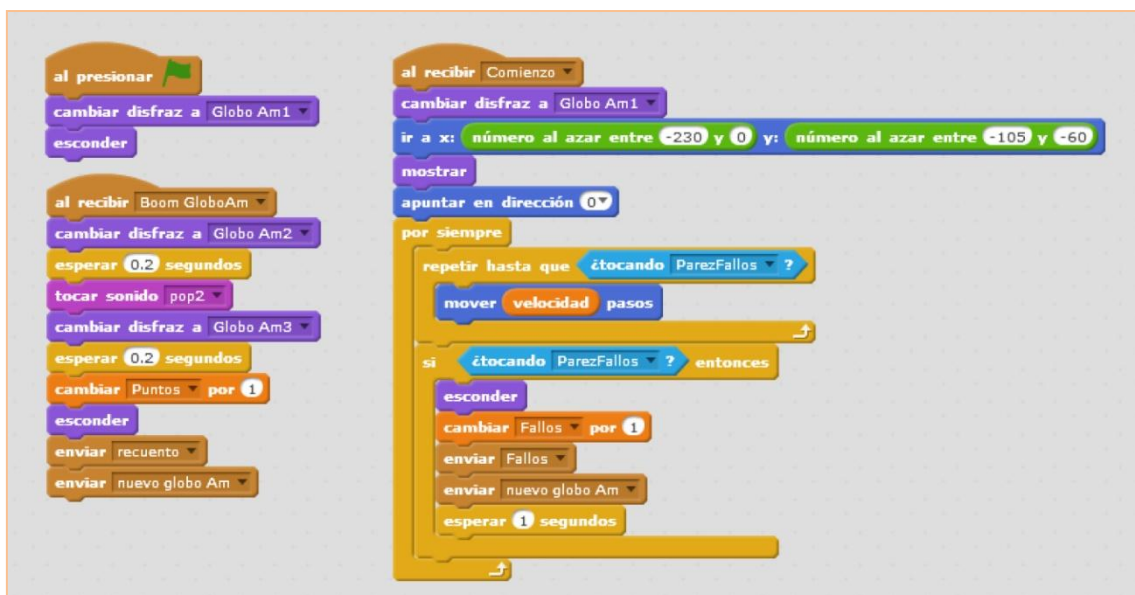 al presionar
cambiar disfraz a Globo Am1
esconder
al recibir Boom GloboAm
cambiar disfraz a Globo Am2
esperar 0.2 segundos
tocar sonido pop2
cambiar disfraz a Globo Am3
esperar 0.2 segundos
cambiar Puntos por 1
esconder
enviar recuento
enviar nuevo globo Am
al recibir Comienzo
cambiar disfraz a Globo Am1
ir a x: número al azar entre -230 y 0 y: número al azar entre -105 y -60
mostrar
apuntar en dirección 0
por siempre
repetir hasta que ¿tocando ParezFallos ?
mover velocidad pasos
si ¿tocando ParezFallos ? entonces
esconder
cambiar Fallos por 1
enviar Fallos
enviar nuevo globo Am
esperar 1 segundos